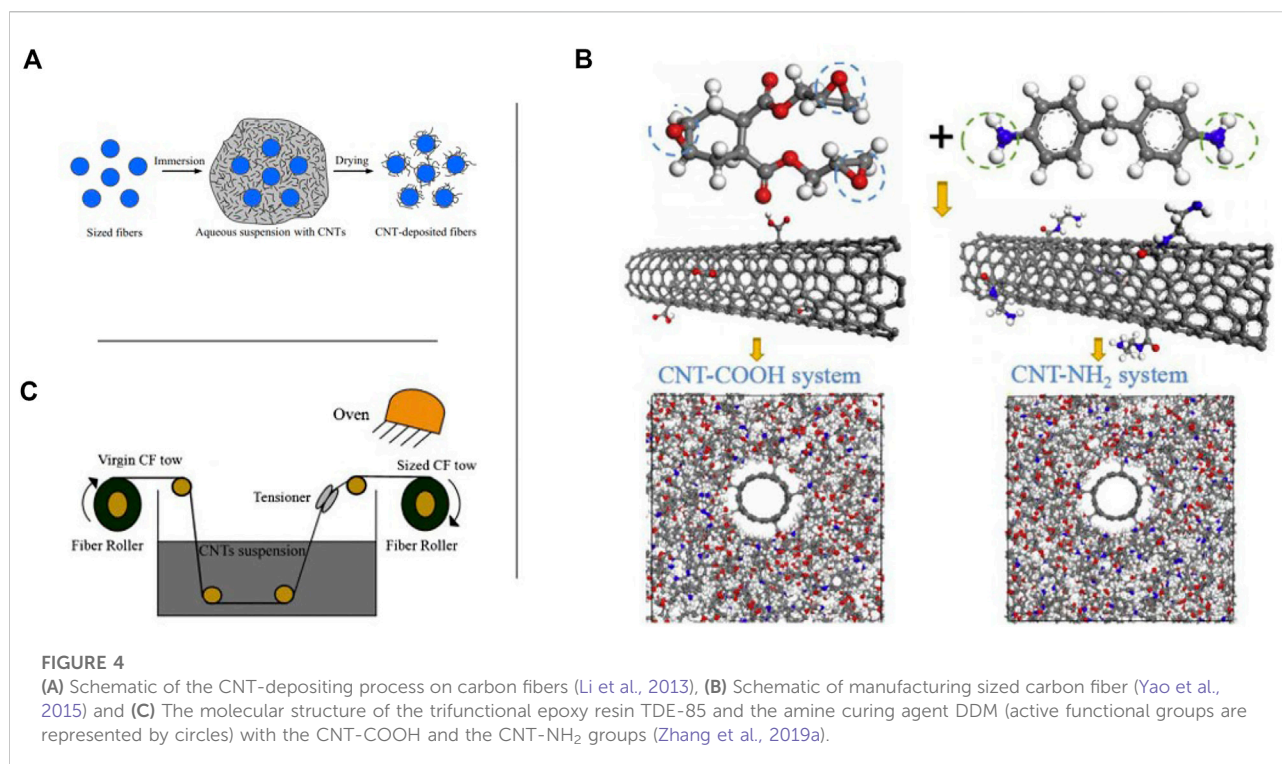 A
Immersion
Drying
Sized fibers
Aqueous suspension with CNTs
CNT-deposited fibers
B
+
CNT-COOH system
CNT-NH₂ system
C
Oven
Virgin CF tow
Sized CF tow
Tensioner
Fiber Roller
CNTs suspension
Fiber Roller
FIGURE 4
(A) Schematic of the CNT-depositing process on carbon fibers (Li et al., 2013), (B) Schematic of manufacturing sized carbon fiber (Yao et al.,
2015) and (C) The molecular structure of the trifunctional epoxy resin TDE-85 and the amine curing agent DDM (active functional groups are
represented by circles) with the CNT-COOH and the CNT-NH₂ groups (Zhang et al., 2019a).